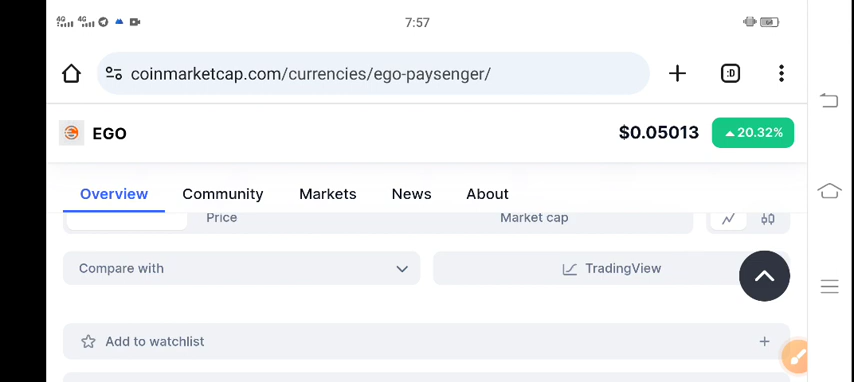 7:57
coinmarketcap.com/currencies/ego-paysenger/
:D
EGO
$0.05013
20.32%
Overview Community Markets News About
Price Market cap
Compare with
TradingView
Add to watchlist
+